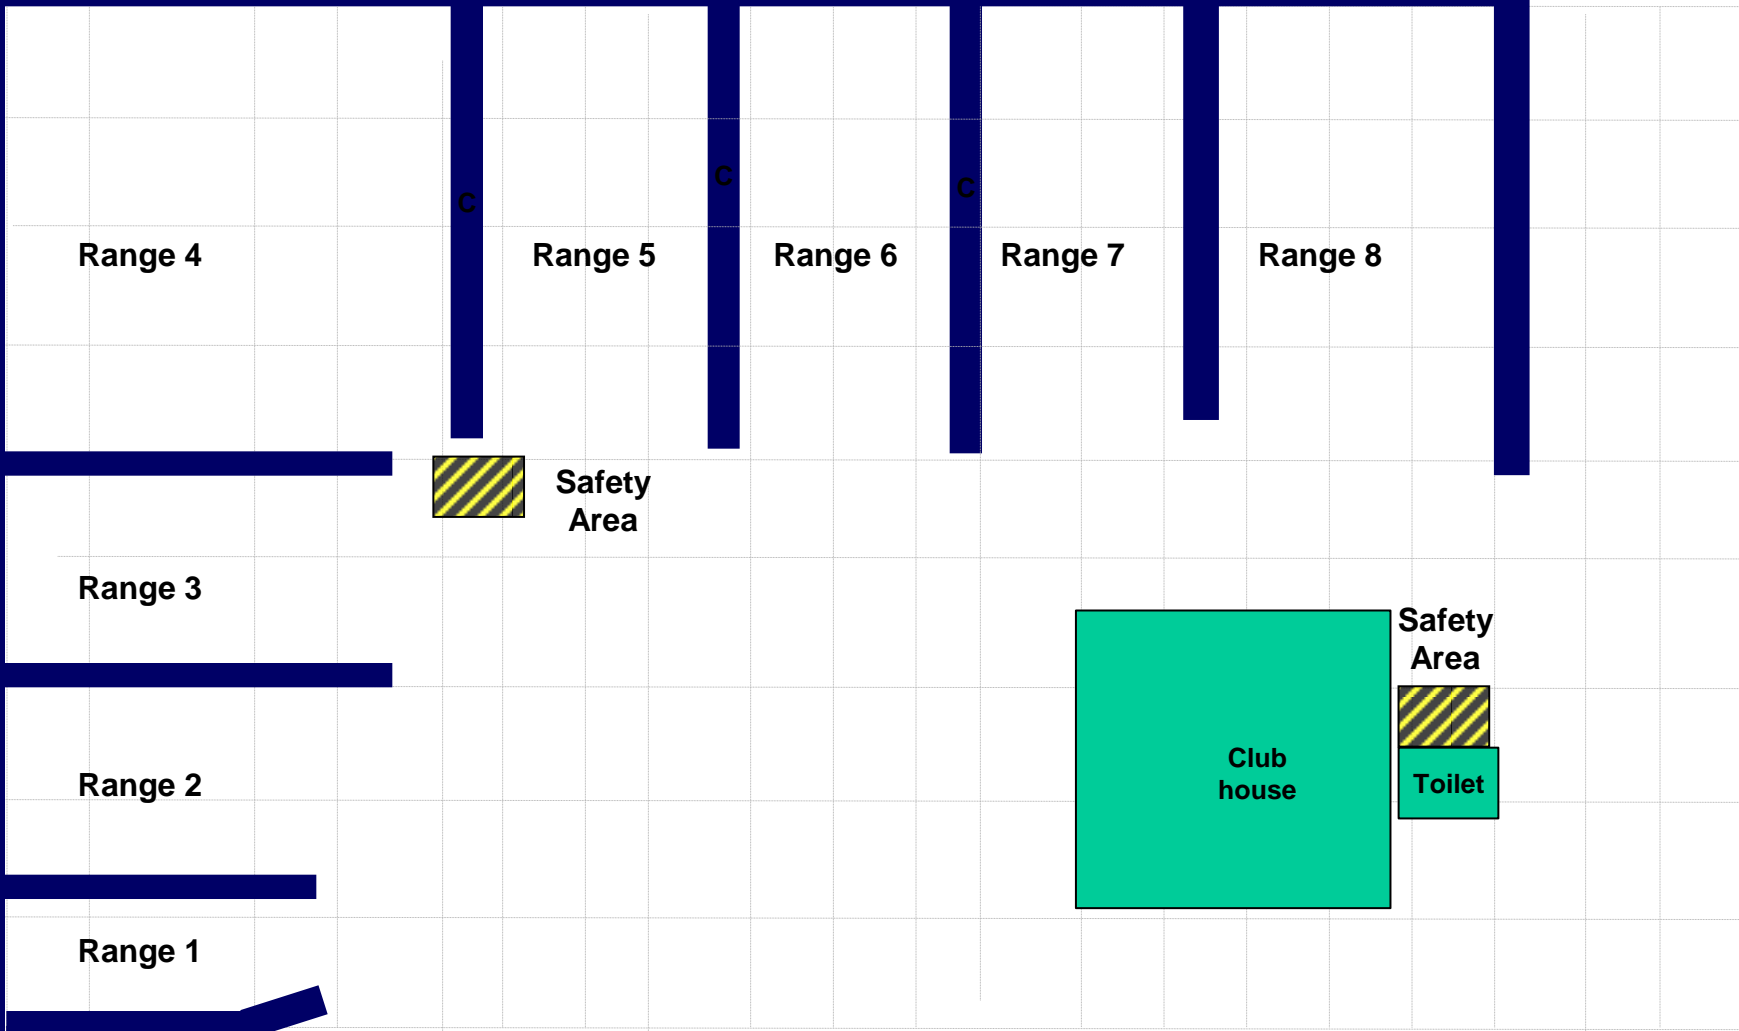 C
C
C
Range 4
Range 5
Range 6
Range 7
Range 8
Safety
Area
Range 3
Safety
Area
Range 2
Club
house
Toilet
Range 1